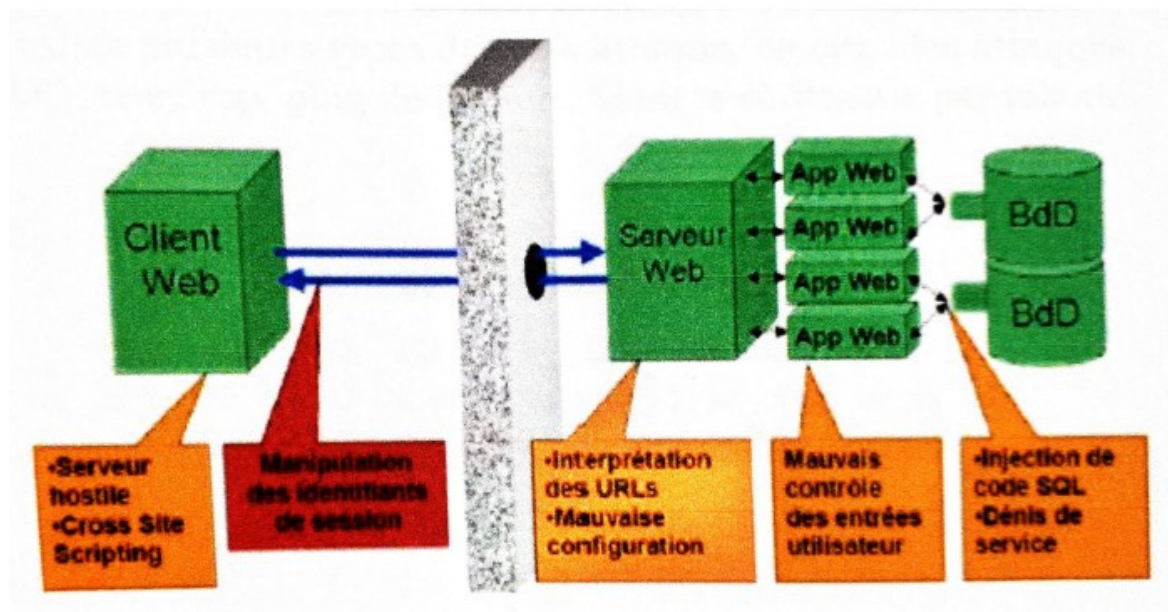 Client
Web
Serveur
Web
App Web
App Web
App Web
App Web
BdD
BdD
•Serveur
hostile
•Cross Site
Scripting
Manipulation
des identifiants
de session
•Interprétation
des URLs
•Mauvaise
configuration
Mauvais
contrôle
des entrées
utilisateur
•Injection de
code SQL
•Dénis de
service